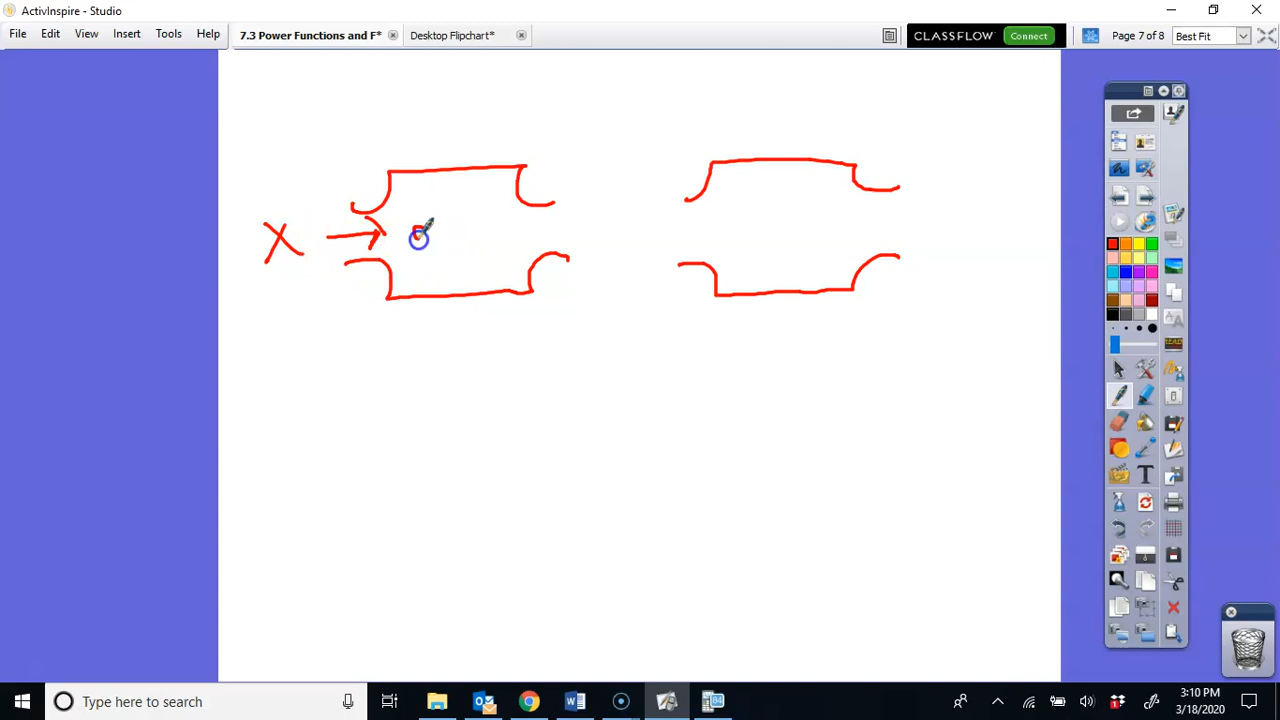 ActivInspire - Studio
File Edit View Insert Tools Help 7.3 Power Functions and F* Desktop Flipchart* CLASSFLOW Connect Page 7 of 8 Best Fit
X
Type here to search
3:10 PM
3/18/2020